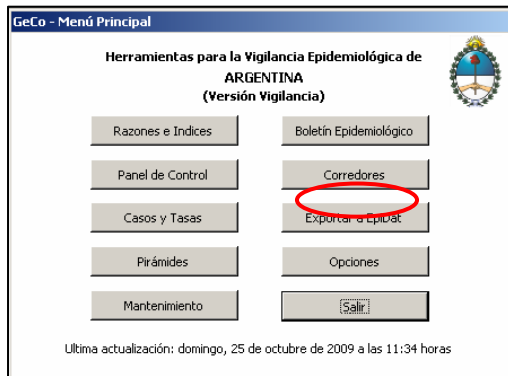 GeCo - Menú Principal
Herramientas para la Vigilancia Epidemiológica de
ARGENTINA
(Versión Vigilancia)
Razones e Indices
Boletín Epidemiológico
Panel de Control
Corredores
Casos y Tasas
Exportar a EpiDat
Pirámides
Opciones
Mantenimiento
Salir
Ultima actualización: domingo, 25 de octubre de 2009 a las 11:34 horas